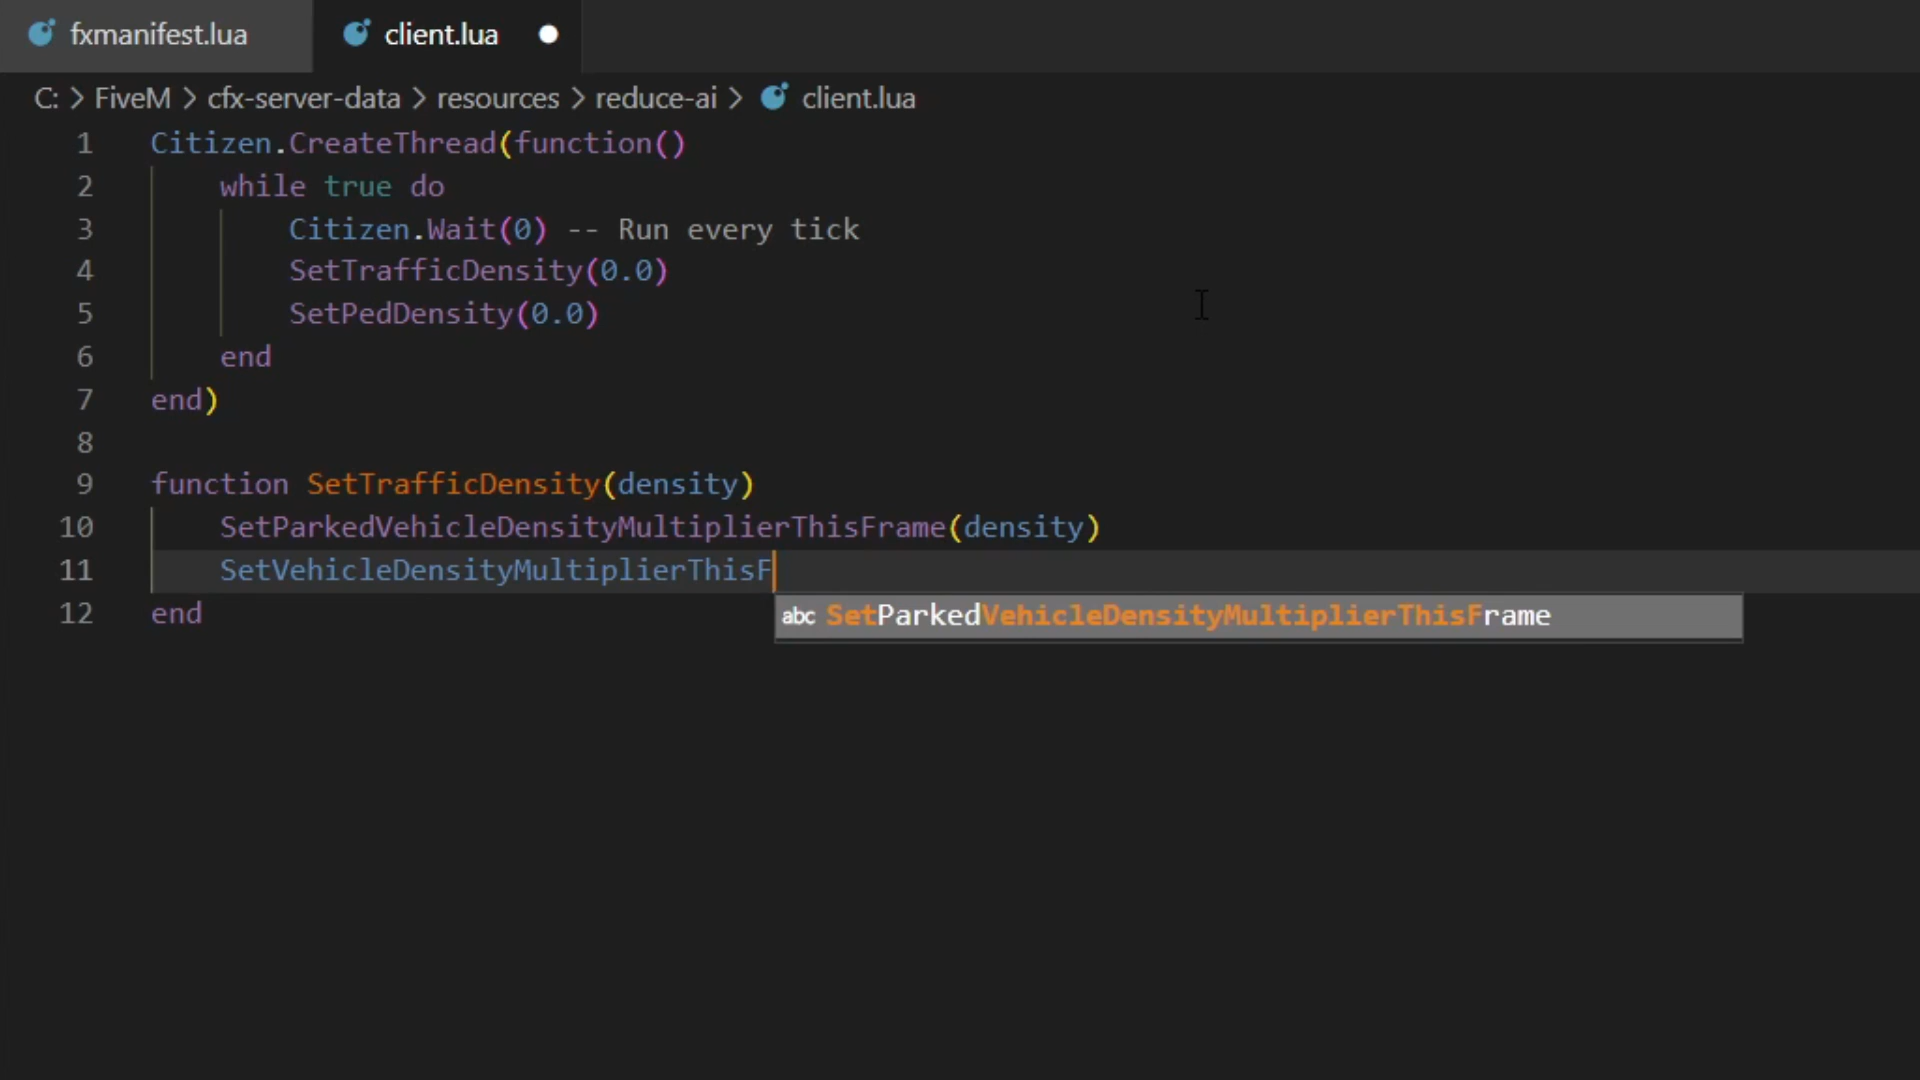 fxmanifest.lua
client.lua
C: > FiveM > cfx-server-data > resources > reduce-ai > client.lua
1 Citizen.CreateThread(function()
2 while true do
3 Citizen.Wait(0) -- Run every tick
4 SetTrafficDensity(0.0)
5 SetPedDensity(0.0)
6 end
7 end)
8
9 function SetTrafficDensity(density)
10 SetParkedVehicleDensityMultiplierThisFrame(density)
11 SetVehicleDensityMultiplierThisF
abc SetParkedVehicleDensityMultiplierThisFrame
12 end